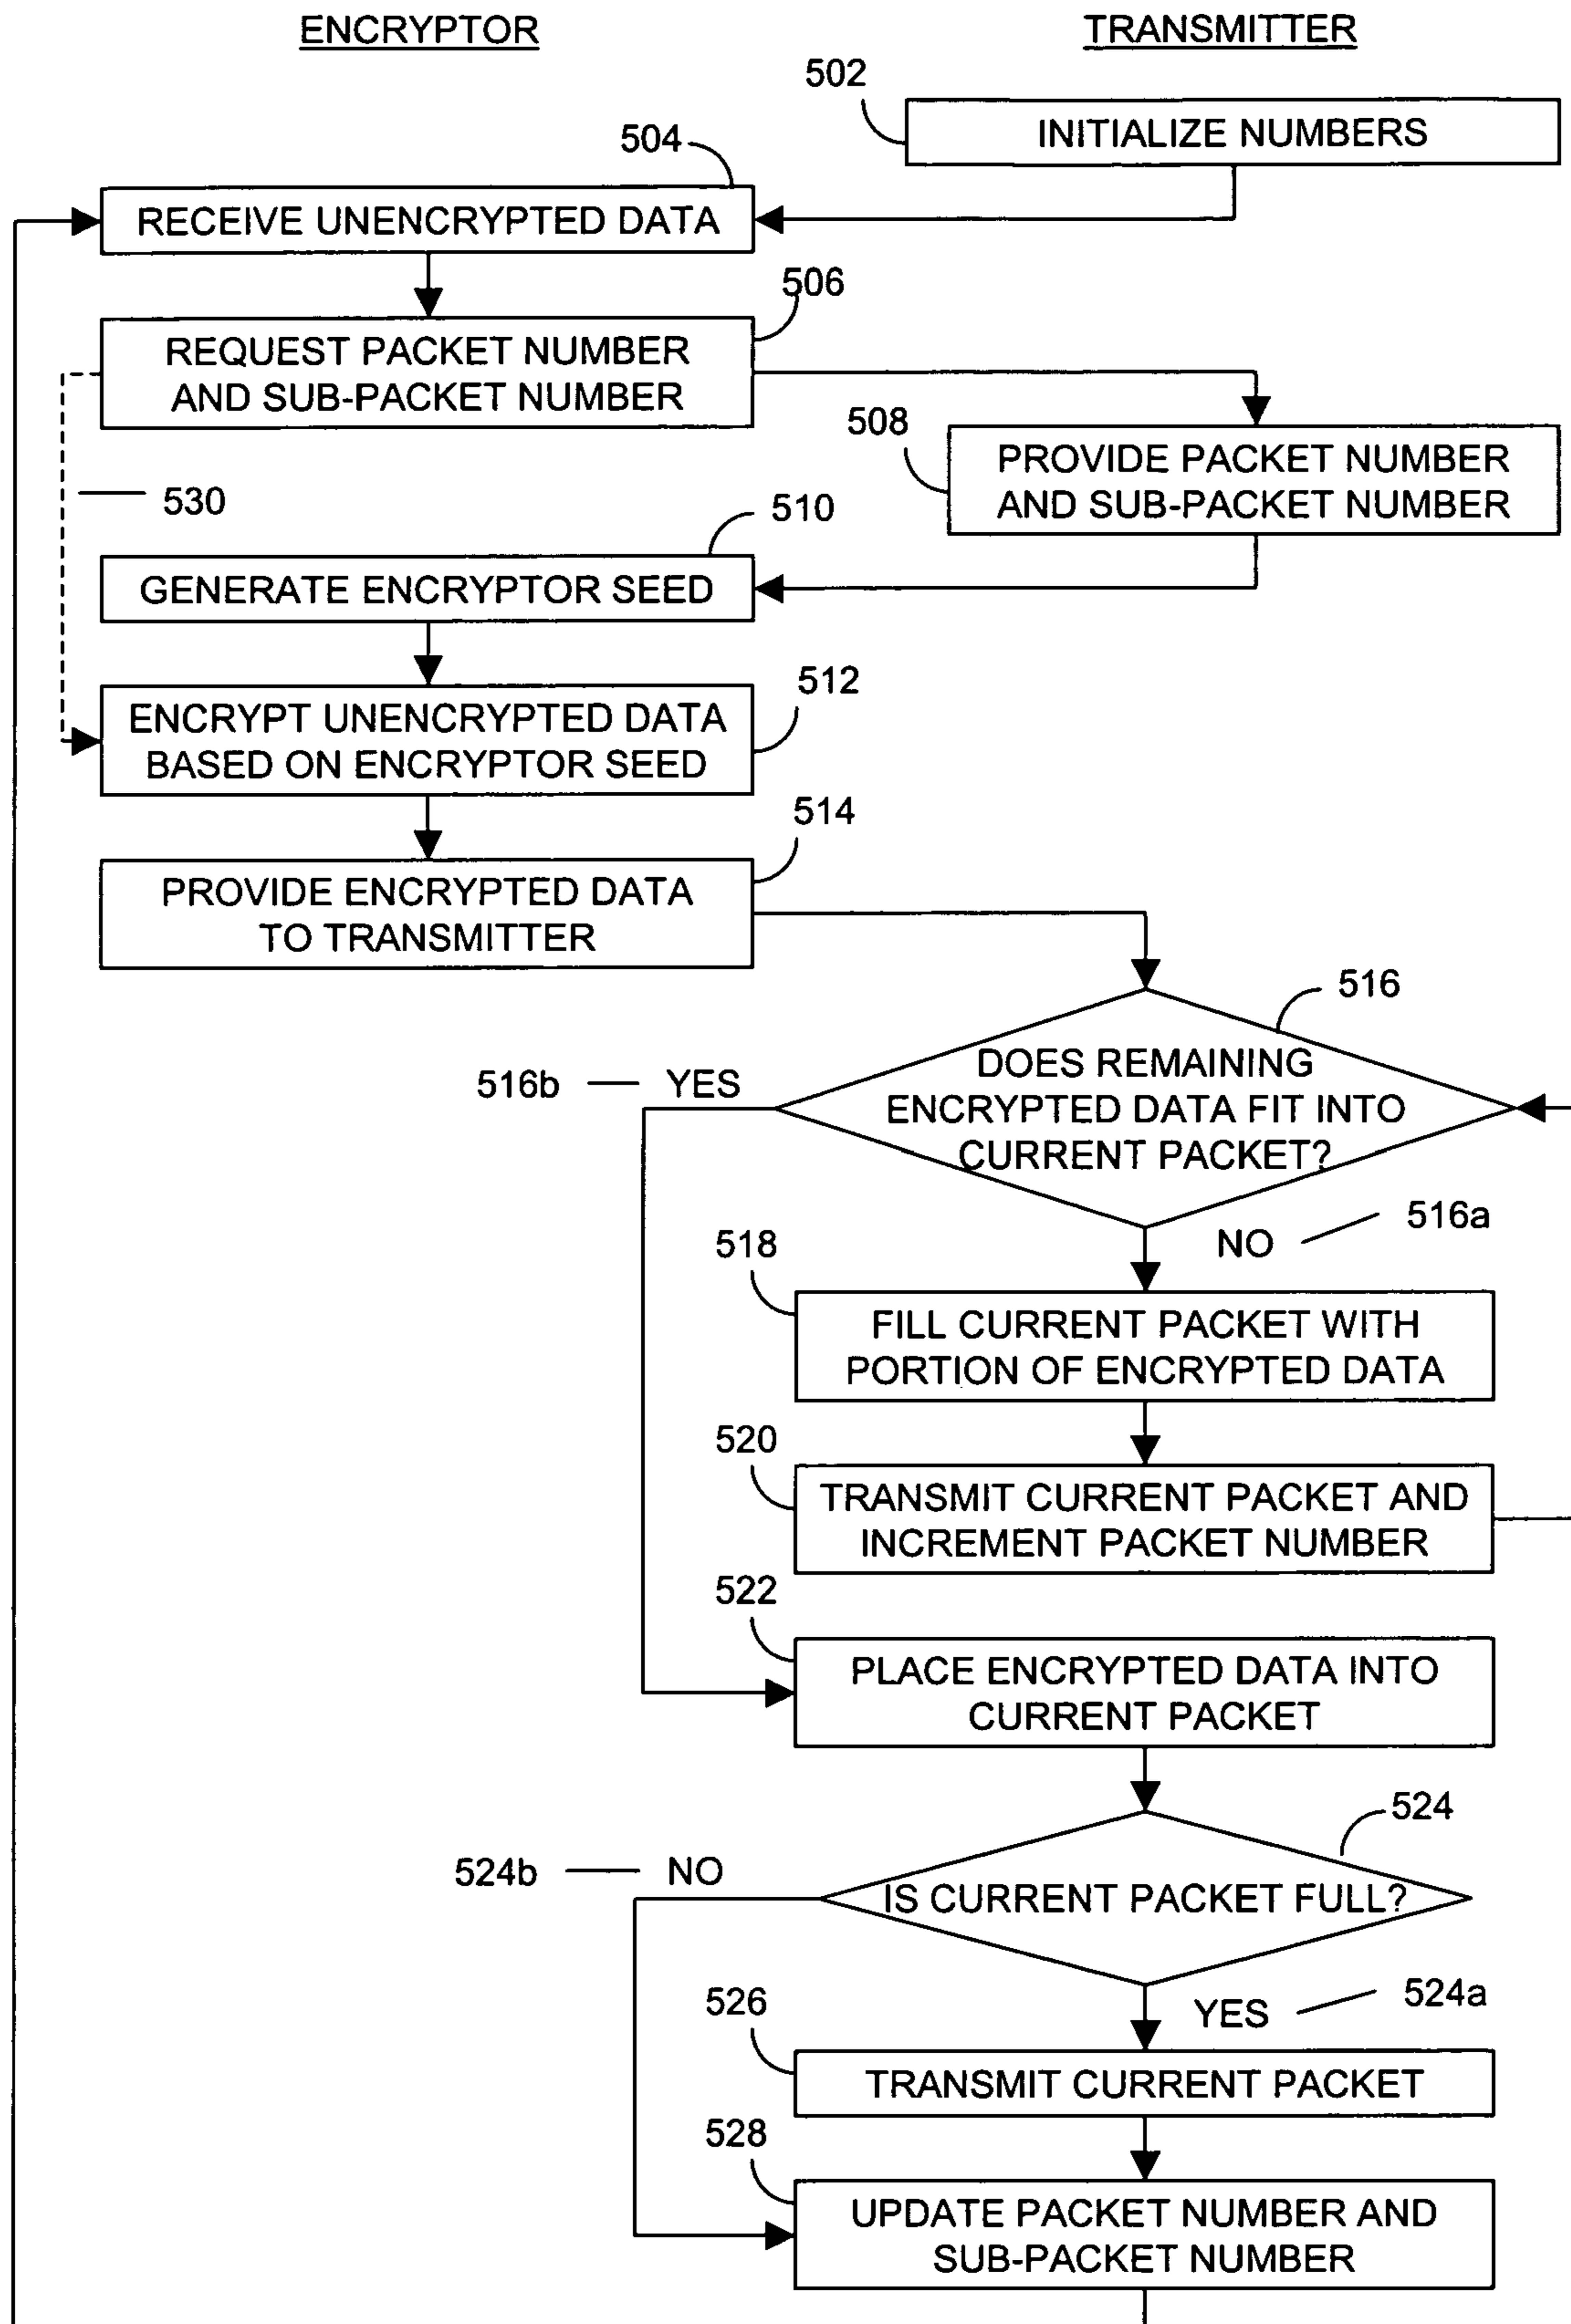 ENCRYPTOR
TRANSMITTER
502
INITIALIZE NUMBERS
504
RECEIVE UNENCRYPTED DATA
506
REQUEST PACKET NUMBER
AND SUB-PACKET NUMBER
508
PROVIDE PACKET NUMBER
AND SUB-PACKET NUMBER
530
510
GENERATE ENCRYPTOR SEED
512
ENCRYPT UNENCRYPTED DATA
BASED ON ENCRYPTOR SEED
514
PROVIDE ENCRYPTED DATA
TO TRANSMITTER
516
DOES REMAINING
ENCRYPTED DATA FIT INTO
CURRENT PACKET?
516b
YES
516a
NO
518
FILL CURRENT PACKET WITH
PORTION OF ENCRYPTED DATA
520
TRANSMIT CURRENT PACKET AND
INCREMENT PACKET NUMBER
522
PLACE ENCRYPTED DATA INTO
CURRENT PACKET
524
IS CURRENT PACKET FULL?
524b
NO
524a
YES
526
TRANSMIT CURRENT PACKET
528
UPDATE PACKET NUMBER AND
SUB-PACKET NUMBER